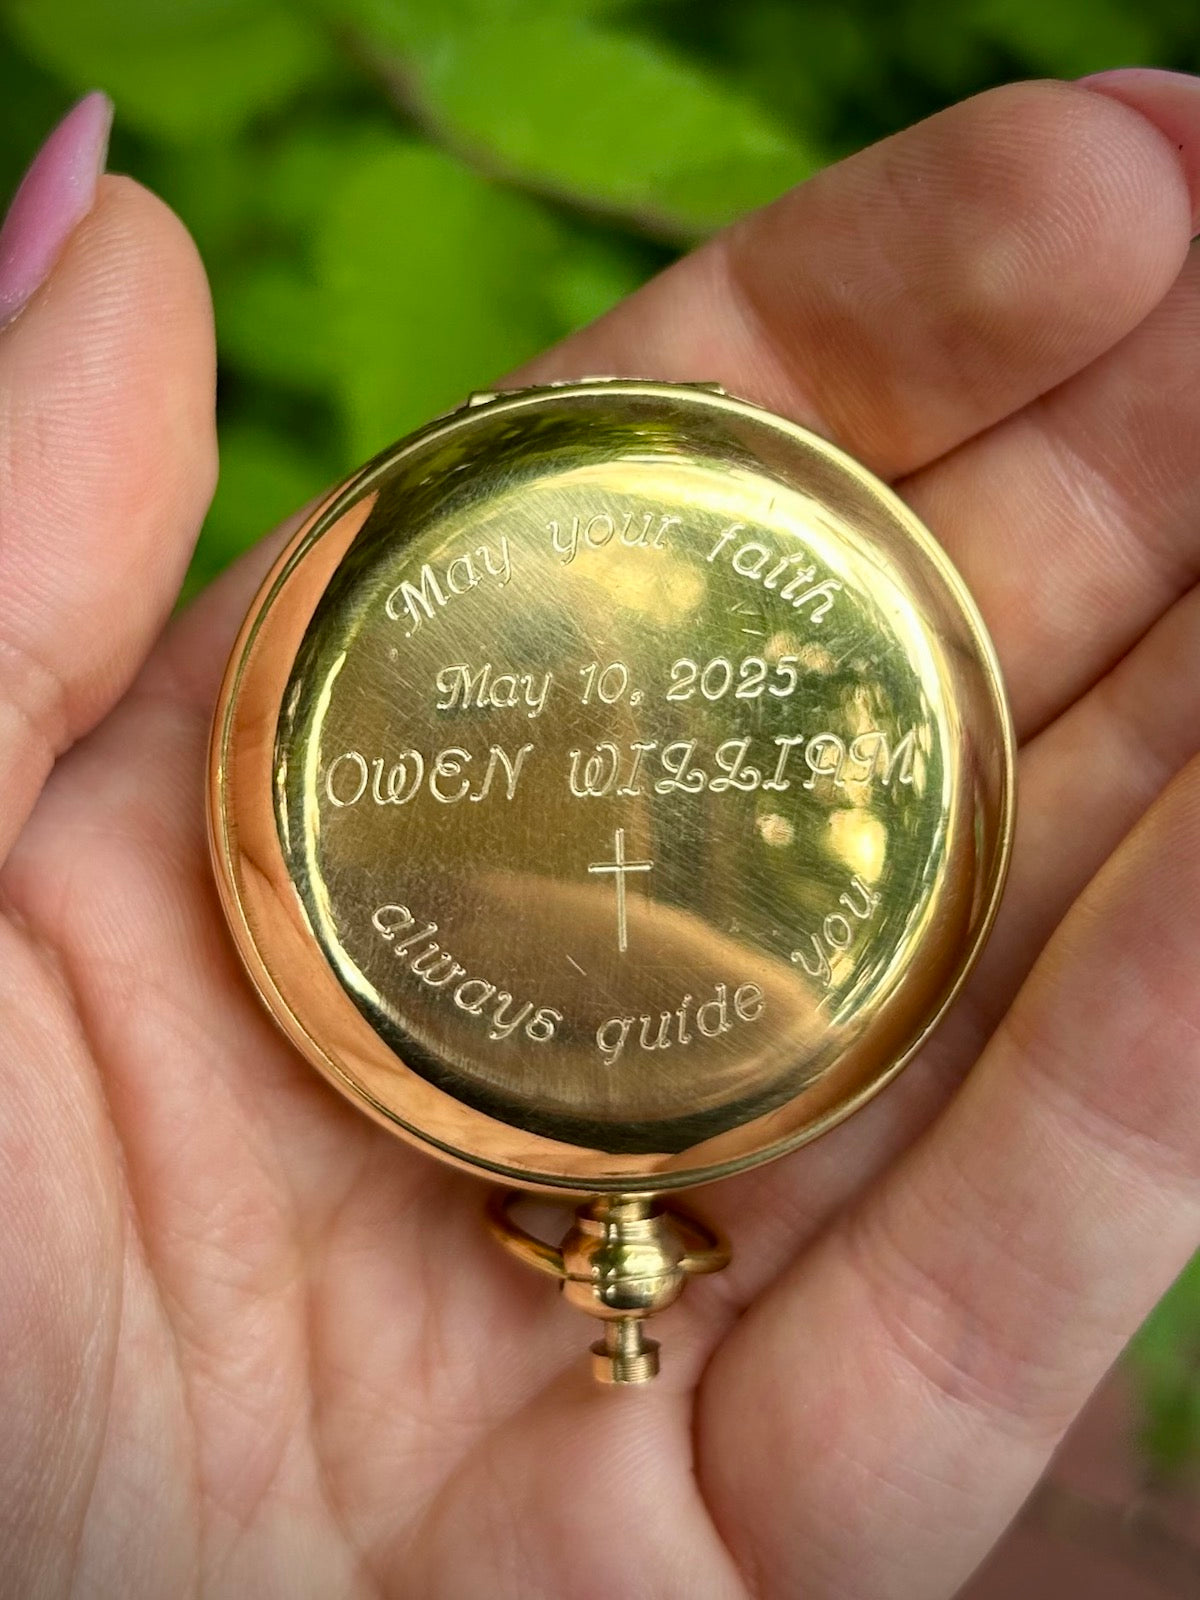 May your faith
May 10, 2025
OWEN WILLIAM
always guide you